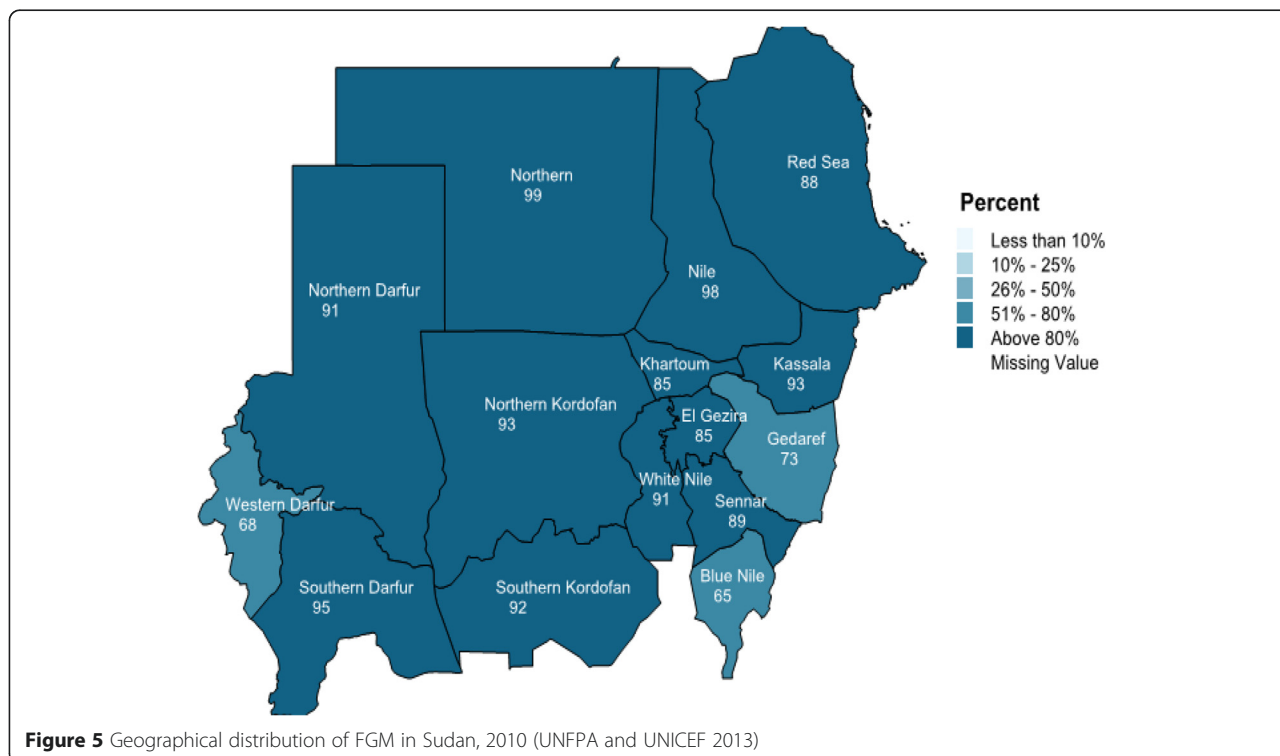 Red Sea
88
Northern
99
Nile
98
Northern Darfur
91
Khartoum
85
Kassala
93
Northern Kordofan
93
El Gezira
85
Gedaref
73
White Nile
91
Sennar
89
Western Darfur
68
Blue Nile
65
Southern Darfur
95
Southern Kordofan
92
Percent
Less than 10%
10% - 25%
26% - 50%
51% - 80%
Above 80%
Missing Value
Figure 5 Geographical distribution of FGM in Sudan, 2010 (UNFPA and UNICEF 2013)